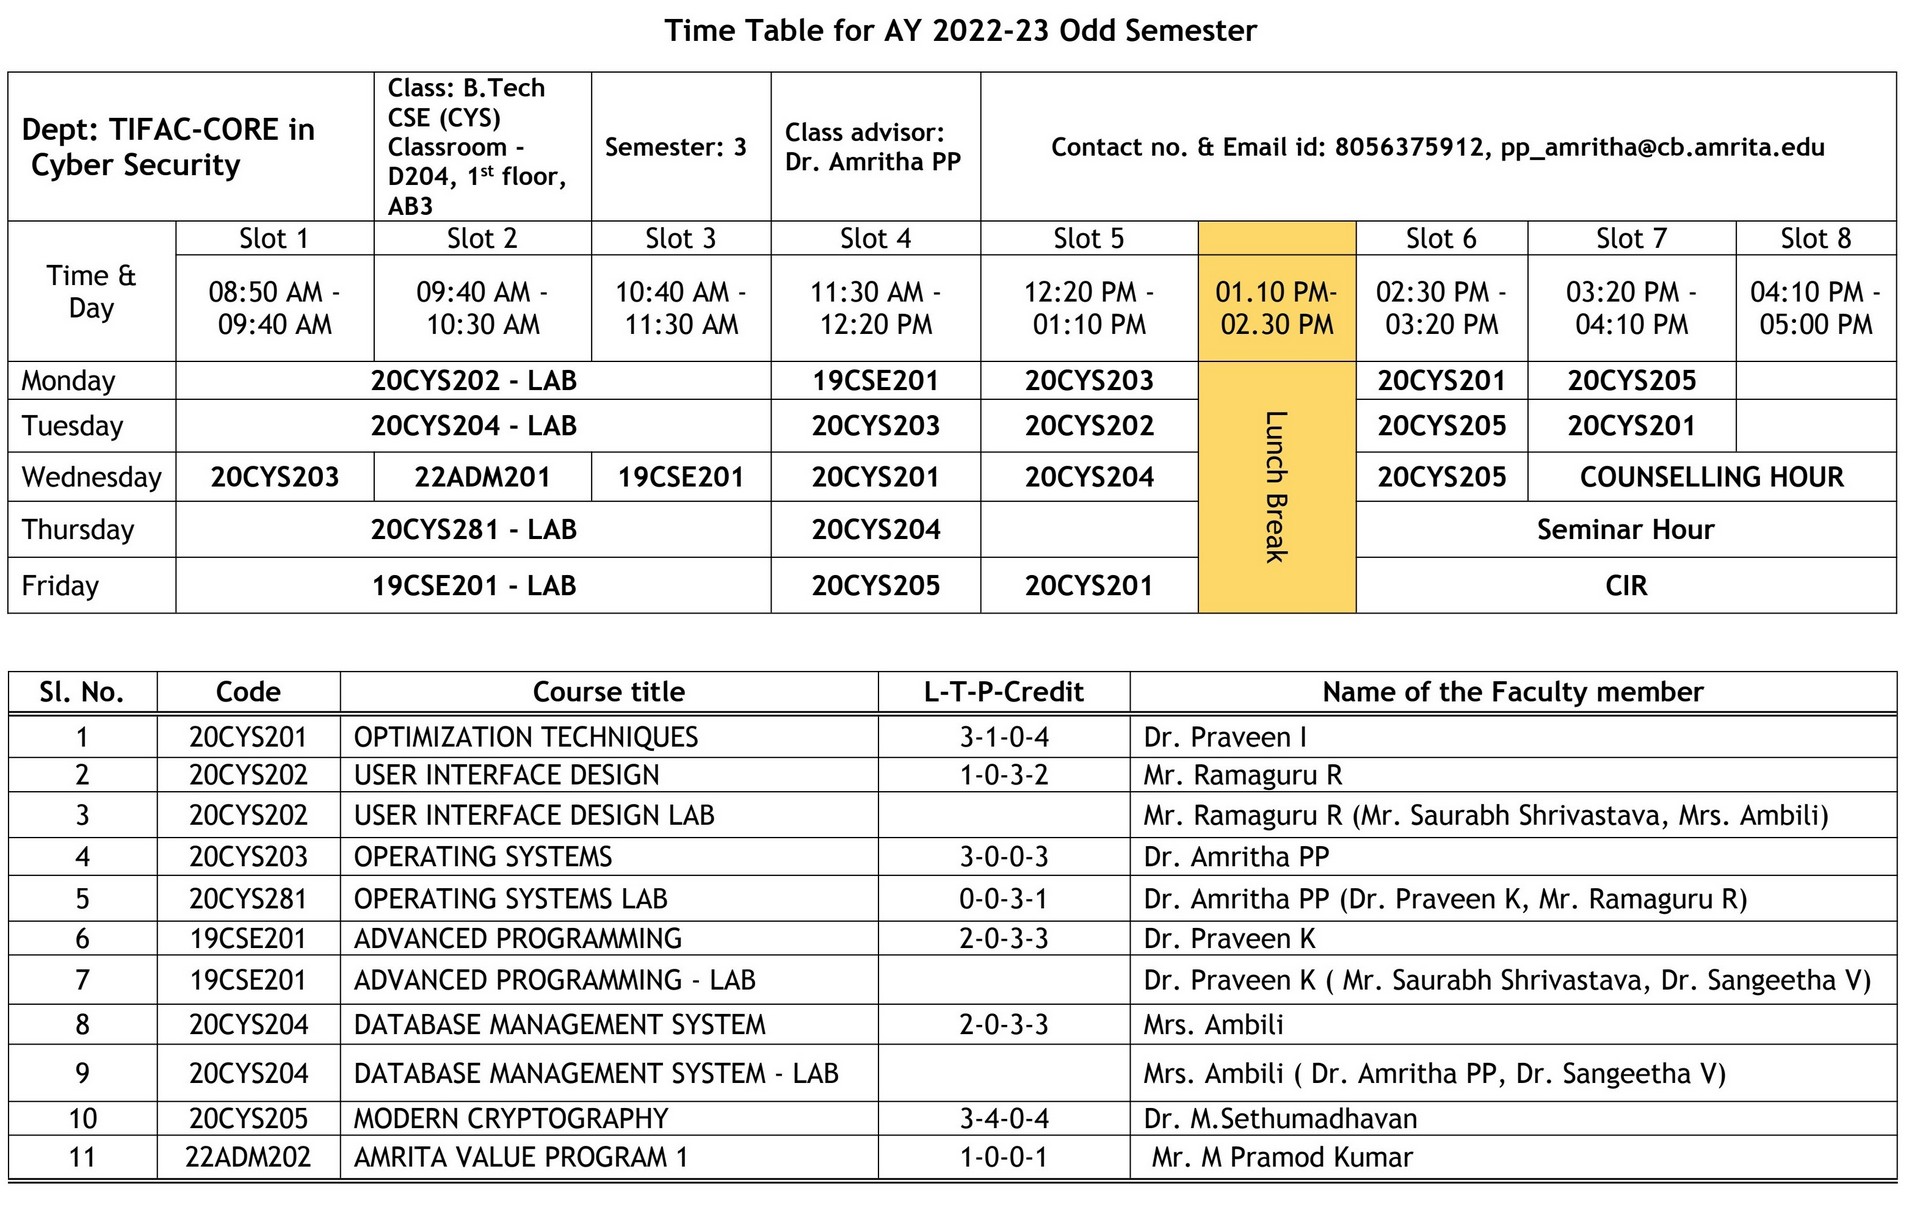 Time Table for AY 2022-23 Odd Semester
Dept: TIFAC-CORE in
Cyber Security
Class: B.Tech
CSE (CYS)
Classroom -
D204, 1st floor,
AB3
Semester: 3
Class advisor:
Dr. Amritha PP
Contact no. & Email id: 8056375912, pp_amritha@cb.amrita.edu
Time &
Day
Slot 1 Slot 2 Slot 3 Slot 4 Slot 5 Slot 6 Slot 7 Slot 8
08:50 AM - 09:40 AM - 10:40 AM - 11:30 AM - 12:20 PM - 01.10 PM- 02:30 PM - 03:20 PM - 04:10 PM -
09:40 AM 10:30 AM 11:30 AM 12:20 PM 01:10 PM 02.30 PM 03:20 PM 04:10 PM 05:00 PM
Monday 20CYS202 - LAB 19CSE201 20CYS203 20CYS201 20CYS205
Tuesday 20CYS204 - LAB 20CYS203 20CYS202 20CYS205 20CYS201
Wednesday 20CYS203 22ADM201 19CSE201 20CYS201 20CYS204 20CYS205 COUNSELLING HOUR
Thursday 20CYS281 - LAB 20CYS204 Seminar Hour
Friday 19CSE201 - LAB 20CYS205 20CYS201 CIR
Lunch Break
Sl. No. Code Course title L-T-P-Credit Name of the Faculty member
1 20CYS201 OPTIMIZATION TECHNIQUES 3-1-0-4 Dr. Praveen I
2 20CYS202 USER INTERFACE DESIGN 1-0-3-2 Mr. Ramaguru R
3 20CYS202 USER INTERFACE DESIGN LAB Mr. Ramaguru R (Mr. Saurabh Shrivastava, Mrs. Ambili)
4 20CYS203 OPERATING SYSTEMS 3-0-0-3 Dr. Amritha PP
5 20CYS281 OPERATING SYSTEMS LAB 0-0-3-1 Dr. Amritha PP (Dr. Praveen K, Mr. Ramaguru R)
6 19CSE201 ADVANCED PROGRAMMING 2-0-3-3 Dr. Praveen K
7 19CSE201 ADVANCED PROGRAMMING - LAB Dr. Praveen K ( Mr. Saurabh Shrivastava, Dr. Sangeetha V)
8 20CYS204 DATABASE MANAGEMENT SYSTEM 2-0-3-3 Mrs. Ambili
9 20CYS204 DATABASE MANAGEMENT SYSTEM - LAB Mrs. Ambili ( Dr. Amritha PP, Dr. Sangeetha V)
10 20CYS205 MODERN CRYPTOGRAPHY 3-4-0-4 Dr. M.Sethumadhavan
11 22ADM202 AMRITA VALUE PROGRAM 1 1-0-0-1 Mr. M Pramod Kumar